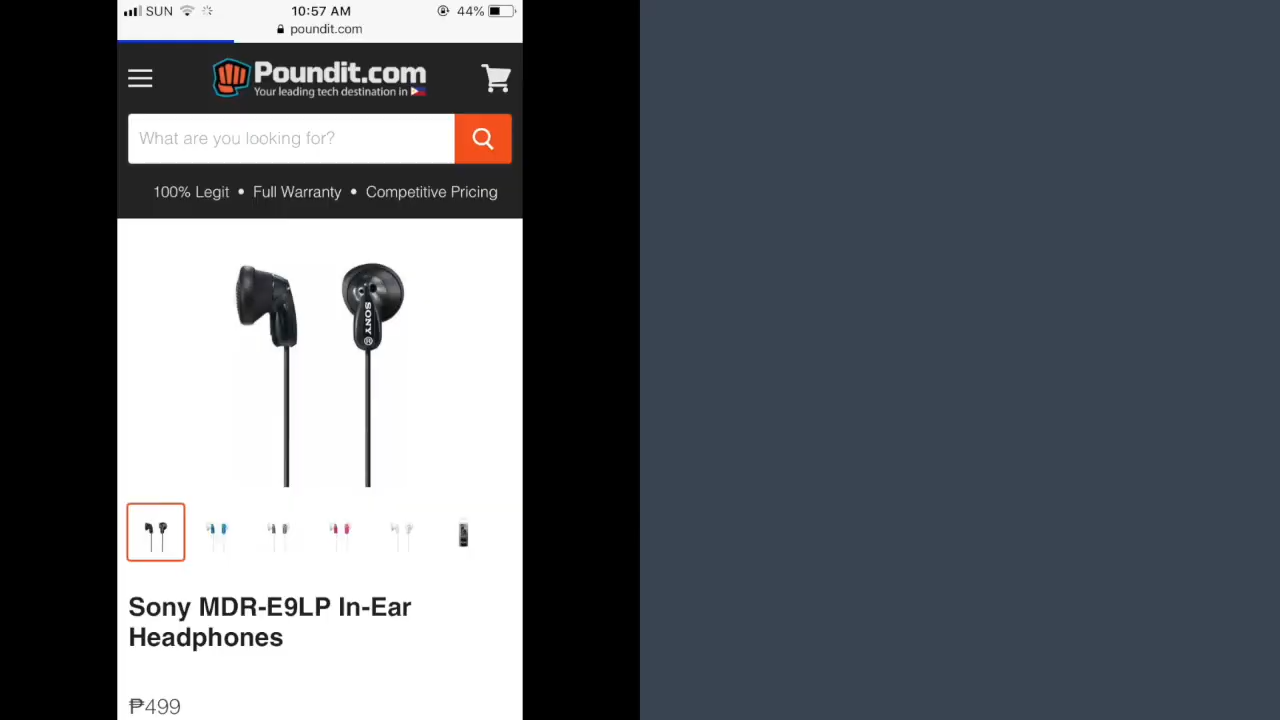 SUN 10:57 AM 44%
poundit.com
Poundit.com
Your leading tech destination in
What are you looking for?
100% Legit • Full Warranty • Competitive Pricing
SONY
Sony MDR-E9LP In-Ear
Headphones
₱499